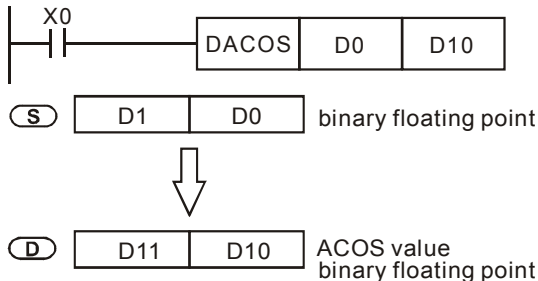 X0
DACOS D0 D10
S D1 D0 binary floating point
D D11 D10 ACOS value
binary floating point